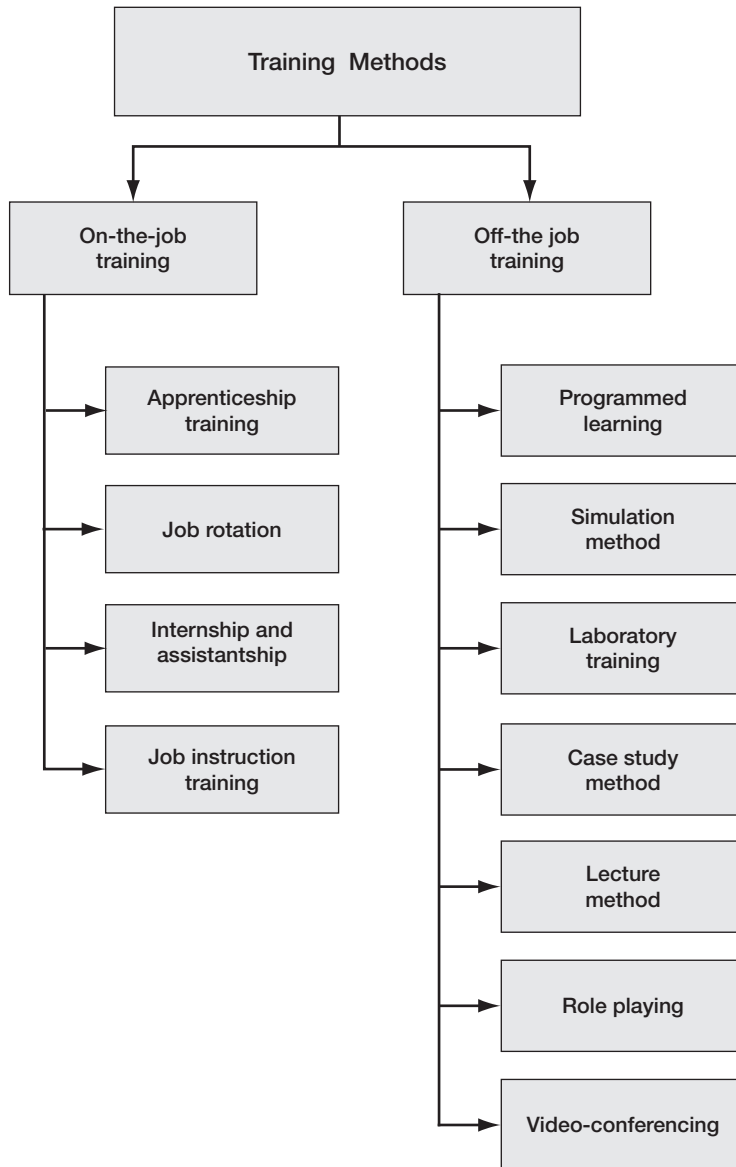 Training Methods
On-the-job
training
Off-the job
training
Apprenticeship
training
Job rotation
Internship and
assistantship
Job instruction
training
Programmed
learning
Simulation
method
Laboratory
training
Case study
method
Lecture
method
Role playing
Video-conferencing